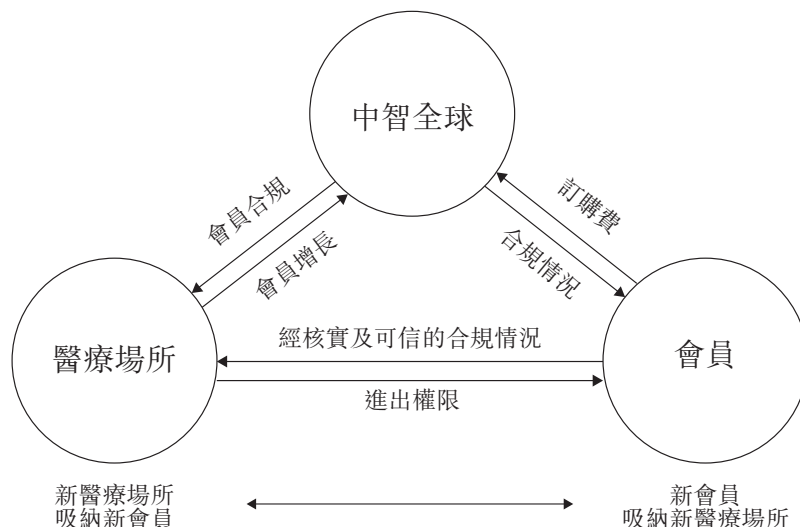 中智全球
會員合規
會員增長
訂購費
合規情況
醫療場所
經核實及可信的合規情況
進出權限
會員
新醫療場所
吸納新會員
新會員
吸納新醫療場所